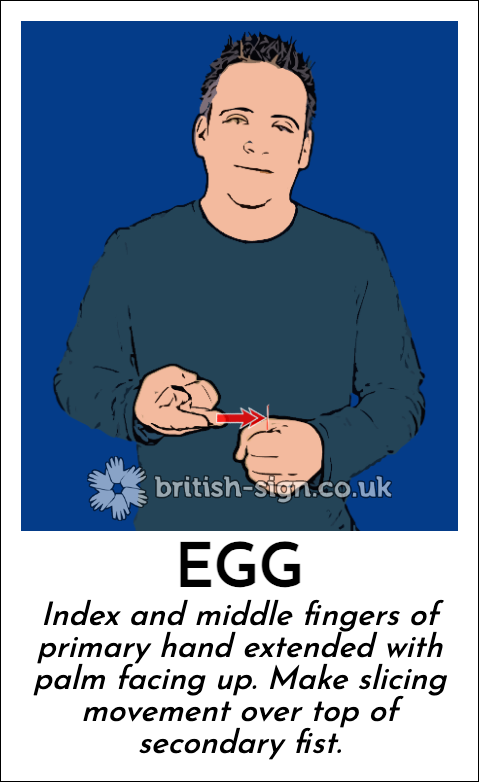 british-sign.co.uk
EGG
Index and middle fingers of
primary hand extended with
palm facing up. Make slicing
movement over top of
secondary fist.